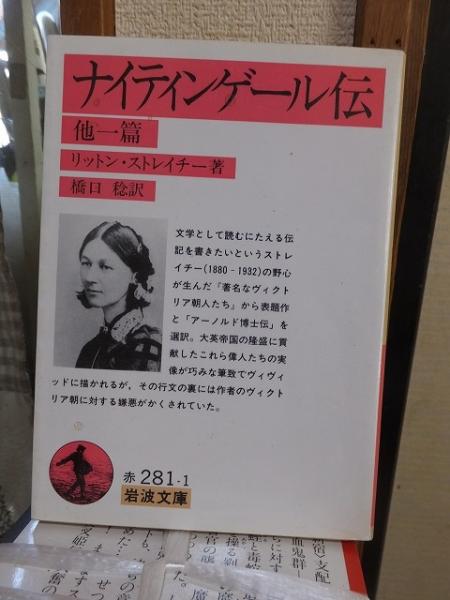 ナイティンゲール伝
他一篇
リットン・ストレイチー著
橋口 稔訳
文学として読むにたえる伝
記を書きたいというストレ
イチー(1880‐1932)の野心
が生んだ『著名なヴィクト
リア朝人たち』から表題作
と「アーノルド博士伝」を
選訳。大英帝国の隆盛に貢
献したこれら偉人たちの実
像が巧みな筆致でヴィヴィ
ッドに描かれるが,その行文の裏には作者のヴィクト
リア朝に対する嫌悪がかくされていた。
赤 281-1
岩波文庫